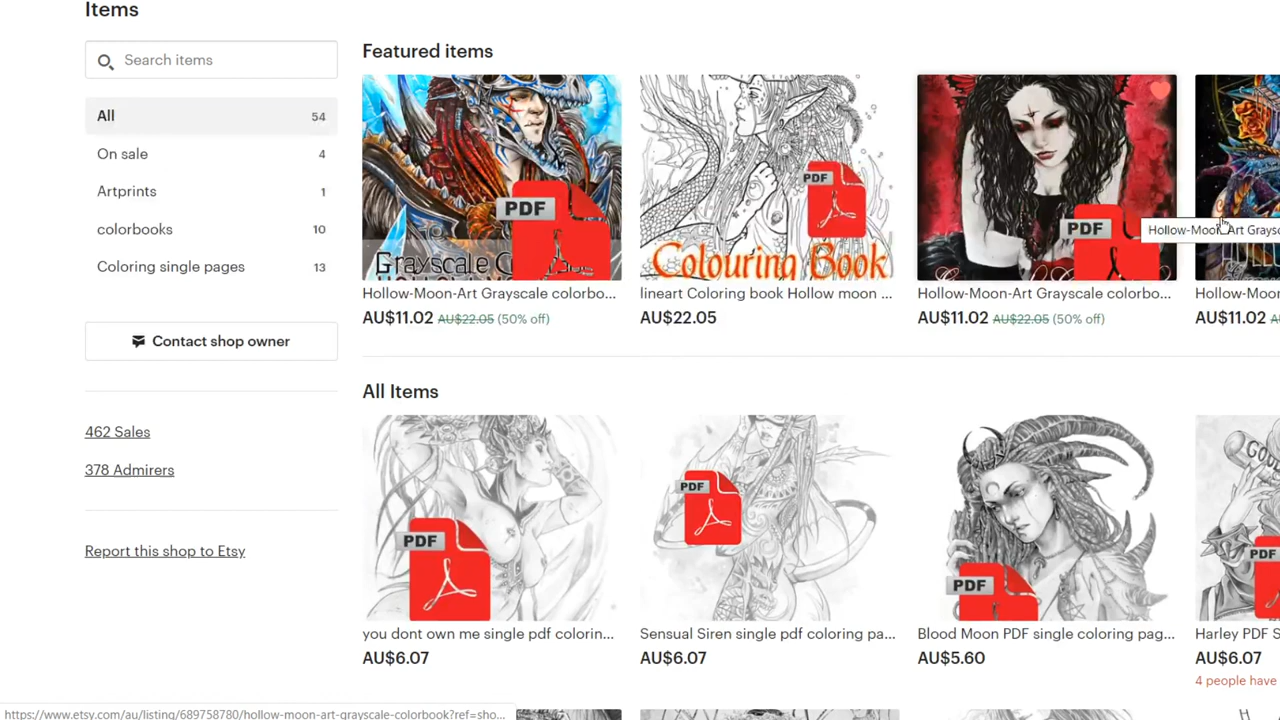 Items
Search items
All 54
On sale 4
Artprints 1
colorbooks 10
Coloring single pages 13
Contact shop owner
462 Sales
378 Admirers
Report this shop to Etsy
Featured items
PDF
Grayscale
Hollow-Moon-Art Grayscale colorbo...
AU$11.02 AU$22.05 (50% off)
PDF
Colouring Book
lineart Coloring book Hollow moon ...
AU$22.05
PDF
Hollow-Moon-Art Grayscale colorbo...
AU$11.02 AU$22.05 (50% off)
Hollow-Moon-Art Graysc
Hollow-Moon
AU$11.02
All Items
PDF
you dont own me single pdf colorin...
AU$6.07
PDF
Sensual Siren single pdf coloring pa...
AU$6.07
PDF
Blood Moon PDF single coloring pag...
AU$5.60
PDF
Harley PDF S
AU$6.07
4 people have
https://www.etsy.com/au/listing/689758780/hollow-moon-art-grayscale-colorbook?ref=sho...